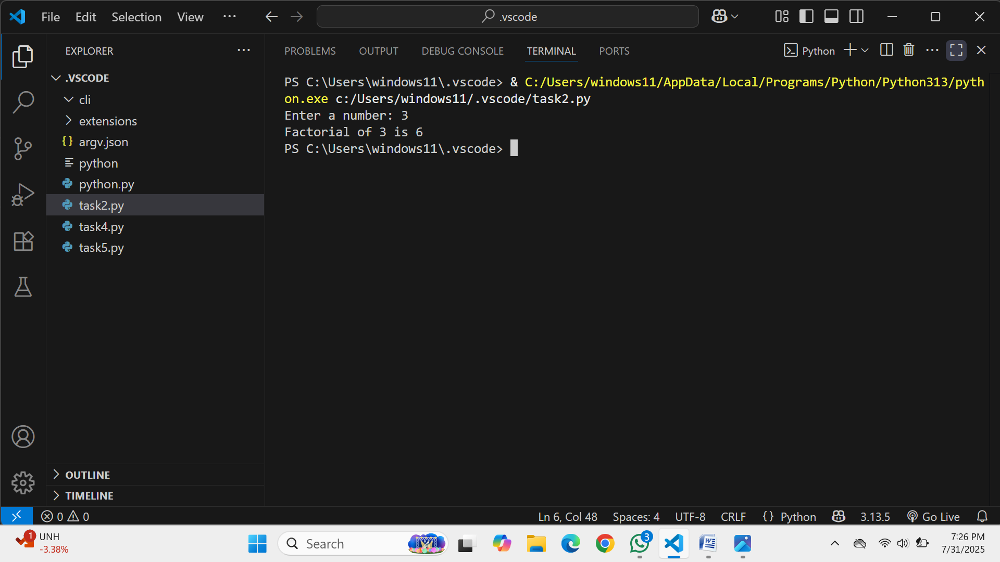 File Edit Selection View ... .vscode
EXPLORER
.VSCODE
cli
extensions
{} argv.json
python
python.py
task2.py
task4.py
task5.py
OUTLINE
TIMELINE
PROBLEMS OUTPUT DEBUG CONSOLE TERMINAL PORTS Python
PS C:\Users\windows11\.vscode> & C:/Users/windows11/AppData/Local/Programs/Python/Python313/pyth
on.exe c:/Users/windows11/.vscode/task2.py
Enter a number: 3
Factorial of 3 is 6
PS C:\Users\windows11\.vscode>
0 0 Ln 6, Col 48 Spaces: 4 UTF-8 CRLF {} Python 3.13.5 Go Live
1 UNH
-3.38%
Search
3
7:26 PM
7/31/2025